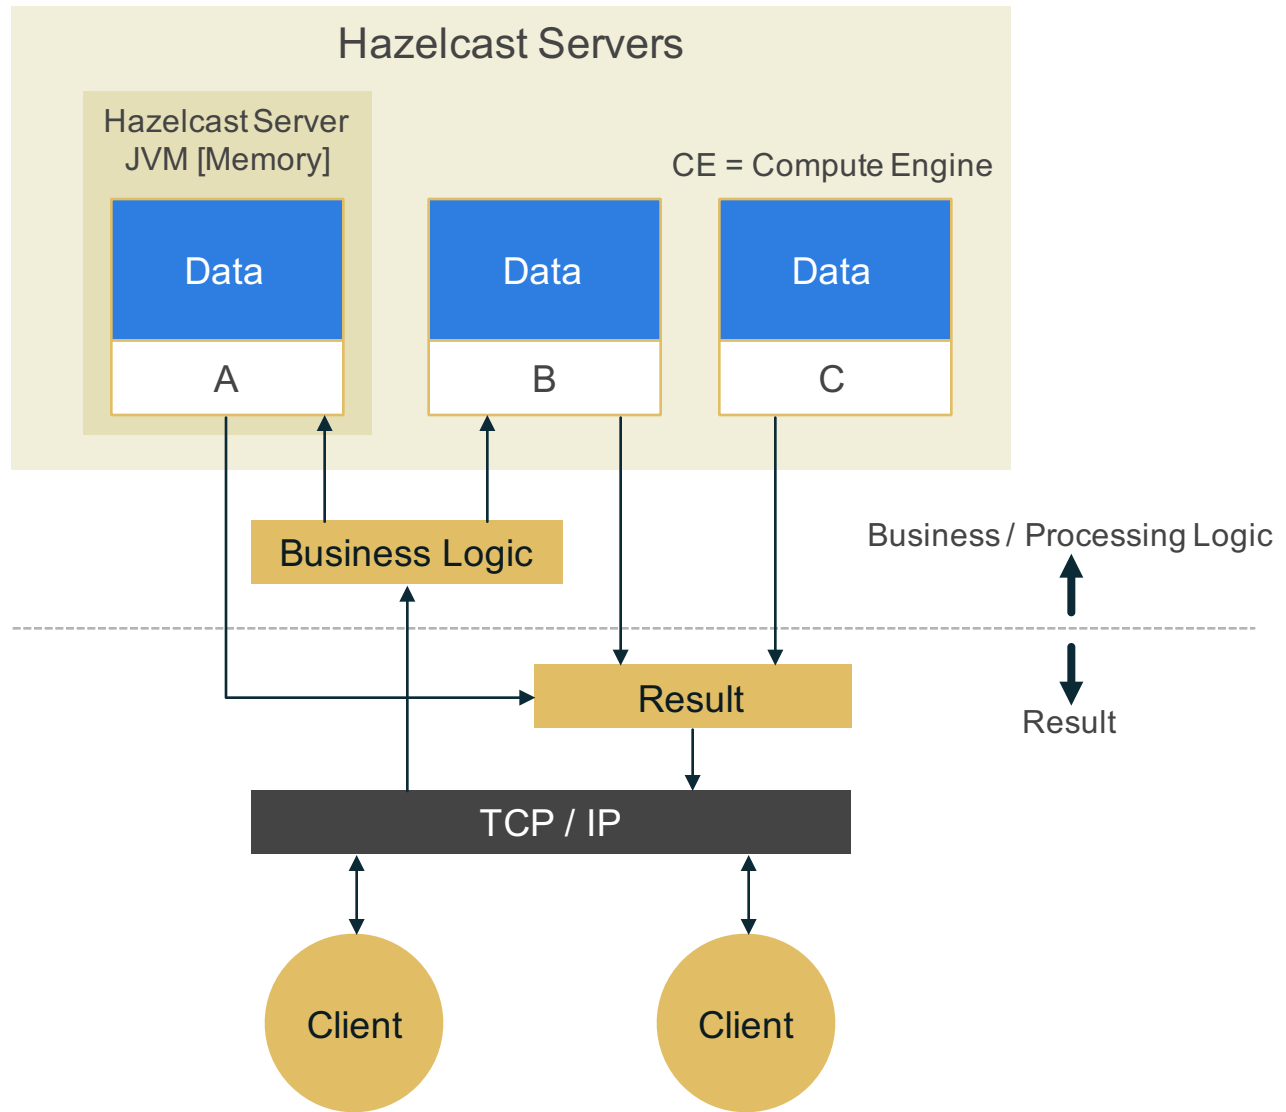 Hazelcast Servers
Hazelcast Server
JVM [Memory]
CE = Compute Engine
Data
Data
Data
A
B
C
Business Logic
Business / Processing Logic
Result
Result
TCP / IP
Client
Client